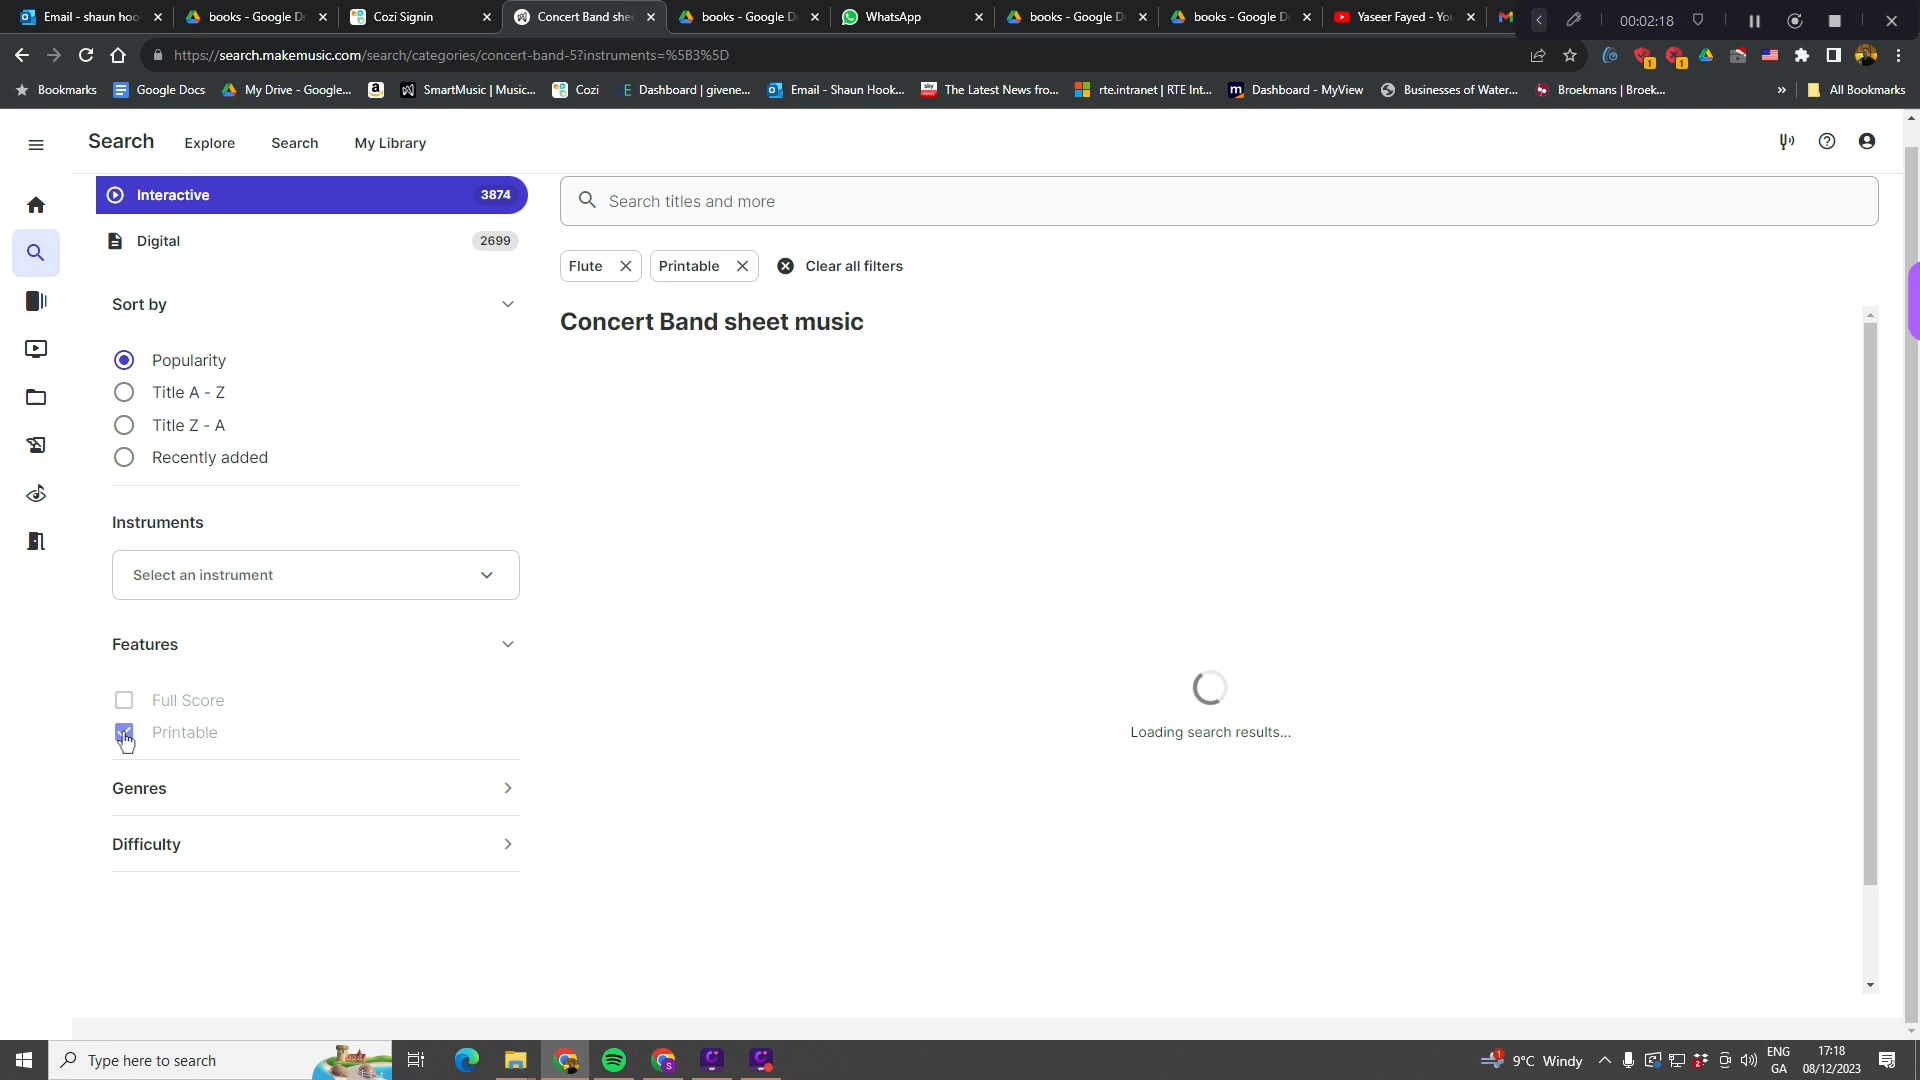 Email - shaun hoo
books - Google D
Cozi Signin
Concert Band she
books - Google D
WhatsApp
books - Google D
books - Google D
Yaseer Fayed - Yo
00:02:18
https://search.makemusic.com/search/categories/concert-band-5?instruments=%5B3%5D
1
1
Bookmarks
Google Docs
My Drive - Google...
SmartMusic | Music...
Cozi
Dashboard | givene...
Email - Shaun Hook...
The Latest News fro...
rte.intranet | RTE Int...
Dashboard - MyView
Businesses of Water...
Broekmans | Broek...
»
All Bookmarks
Search
Explore
Search
My Library
Interactive
3874
Search titles and more
Digital
2699
Flute
Printable
Clear all filters
Sort by
Concert Band sheet music
Popularity
Title A - Z
Title Z - A
Recently added
Instruments
Select an instrument
Features
Full Score
Printable
Loading search results...
Genres
Difficulty
Type here to search
9°C Windy
ENG
GA
17:18
08/12/2023